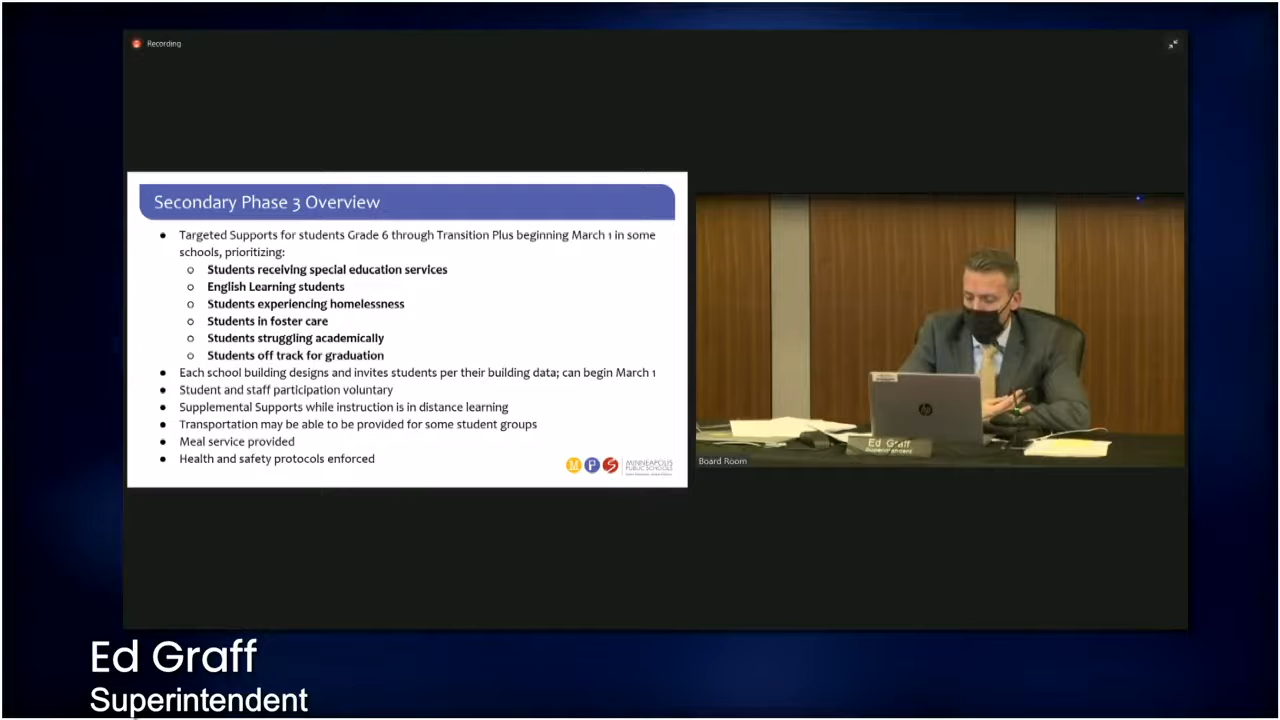 Recording
Secondary Phase 3 Overview
● Targeted Supports for students Grade 6 through Transition Plus beginning March 1 in some
schools, prioritizing:
○ Students receiving special education services
○ English Learning students
○ Students experiencing homelessness
○ Students in foster care
○ Students struggling academically
○ Students off track for graduation
● Each school building designs and invites students per their building data; can begin March 1
● Student and staff participation voluntary
● Supplemental Supports while instruction is in distance learning
● Transportation may be able to be provided for some student groups
● Meal service provided
● Health and safety protocols enforced
M P S
MINNEAPOLIS
PUBLIC SCHOOLS
hp
Ed Graff
Superintendent
Board Room
Ed Graff
Superintendent